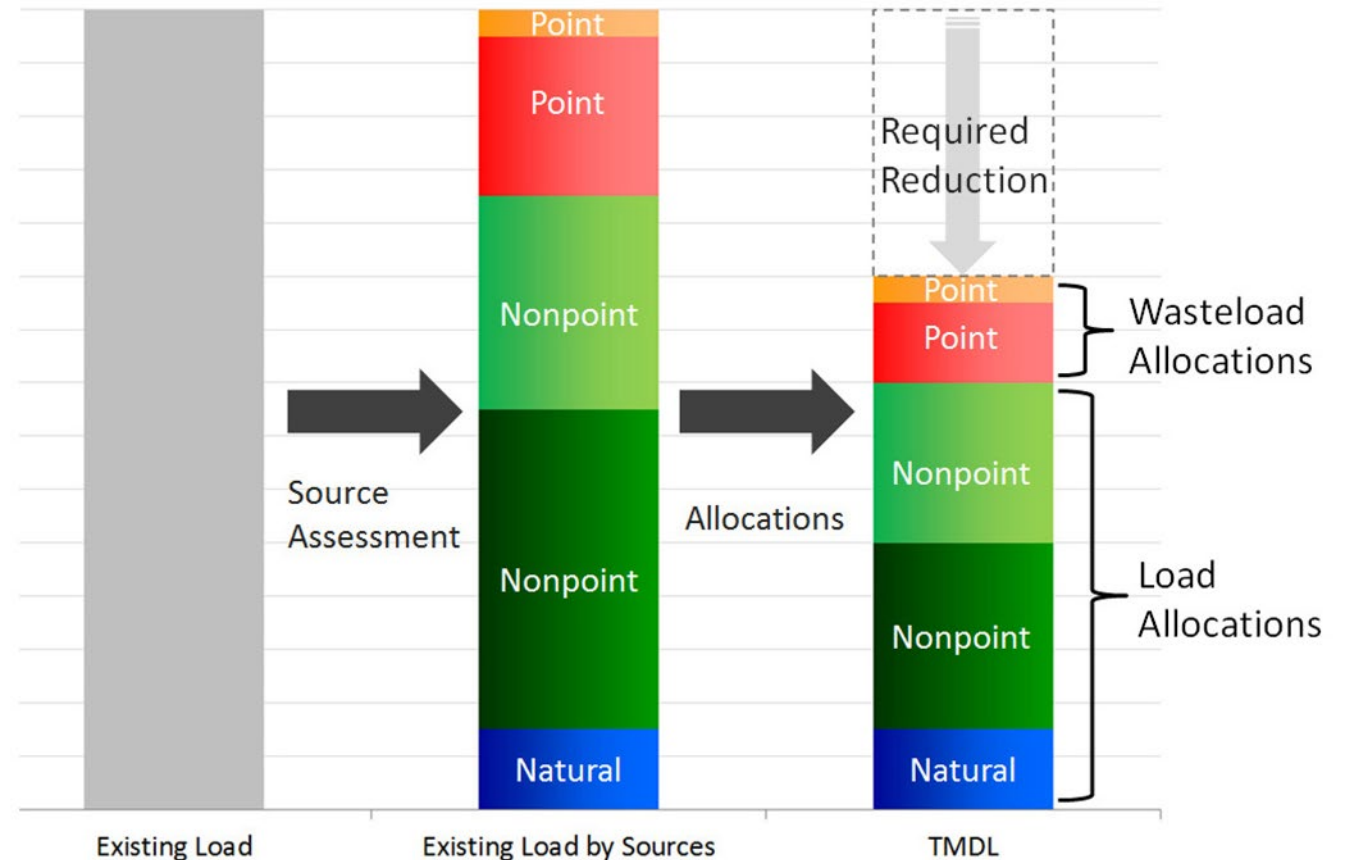 Point
Point
Nonpoint
Nonpoint
Natural
Source
Assessment
Allocations
Required
Reduction
Point
Point
Nonpoint
Nonpoint
Natural
Wasteload
Allocations
Load
Allocations
Existing Load
Existing Load by Sources
TMDL